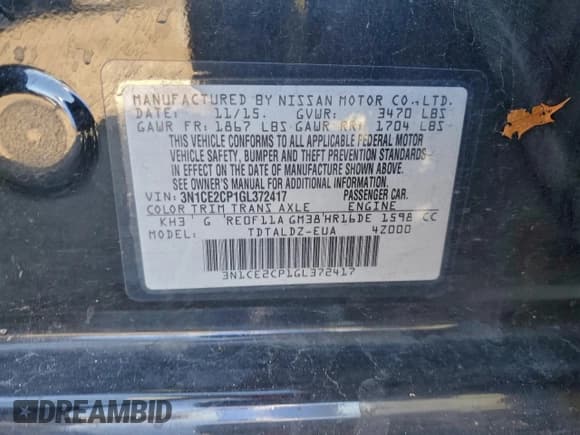 MANUFACTURED BY NISSAN MOTOR CO.,LTD.
DATE: 11/15. GVWR: 3470 LBS
GAWR FR: 1867 LBS GAWR RR: 1704 LBS
THIS VEHICLE CONFORMS TO ALL APPLICABLE FEDERAL MOTOR
VEHICLE SAFETY, BUMPER AND THEFT PREVENTION STANDARDS
IN EFFECT ON THE DATE OF MANUFACTURE SHOWN ABOVE.
SEE OWNER'S MANUAL FOR ADDITIONAL INFORMATION.
VIN: 3N1CE2CP1GL372417 PASSENGER CAR.
COLOR TRIM TRANS AXLE ENGINE
KH3 G RE0F11A GM38 HR16DE 1598 CC
MODEL: TDTALDZ-EUA 4Z000
3N1CE2CP1GL372417
DREAMBID